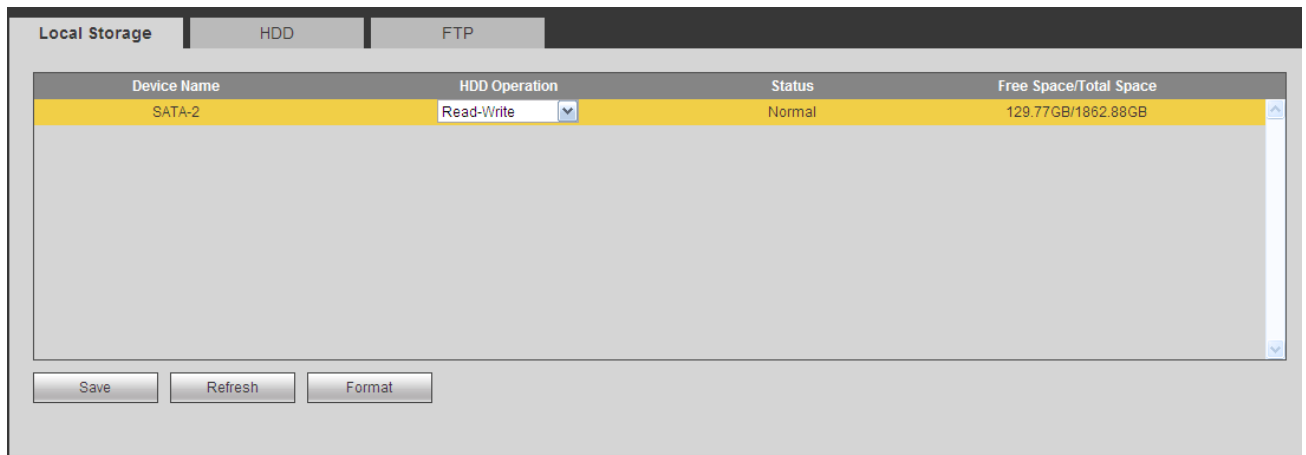 Local Storage HDD FTP
Device Name HDD Operation Status Free Space/Total Space
SATA-2 Read-Write Normal 129.77GB/1862.88GB
Save Refresh Format